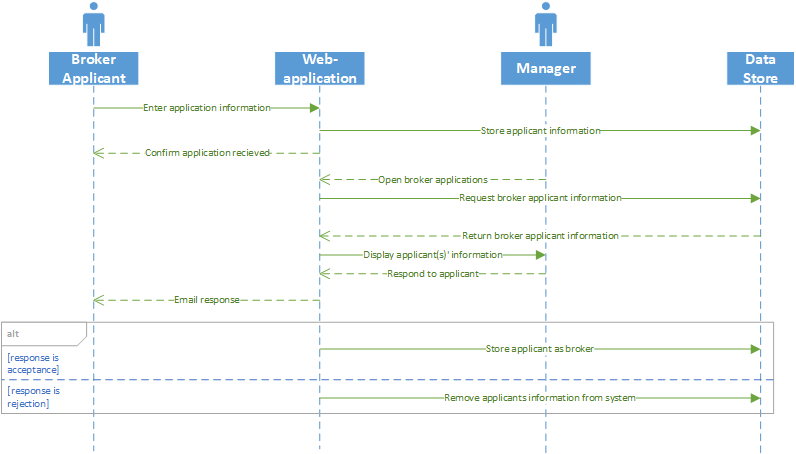 Broker
Applicant
Web-
application
Manager
Data
Store
Enter application information
Store applicant information
Confirm application recieved
Open broker applications
Request broker applicant information
Return broker applicant information
Display applicant(s)' information
Respond to applicant
Email response
alt
Store applicant as broker
[response is
acceptance]
[response is
rejection]
Remove applicants information from system